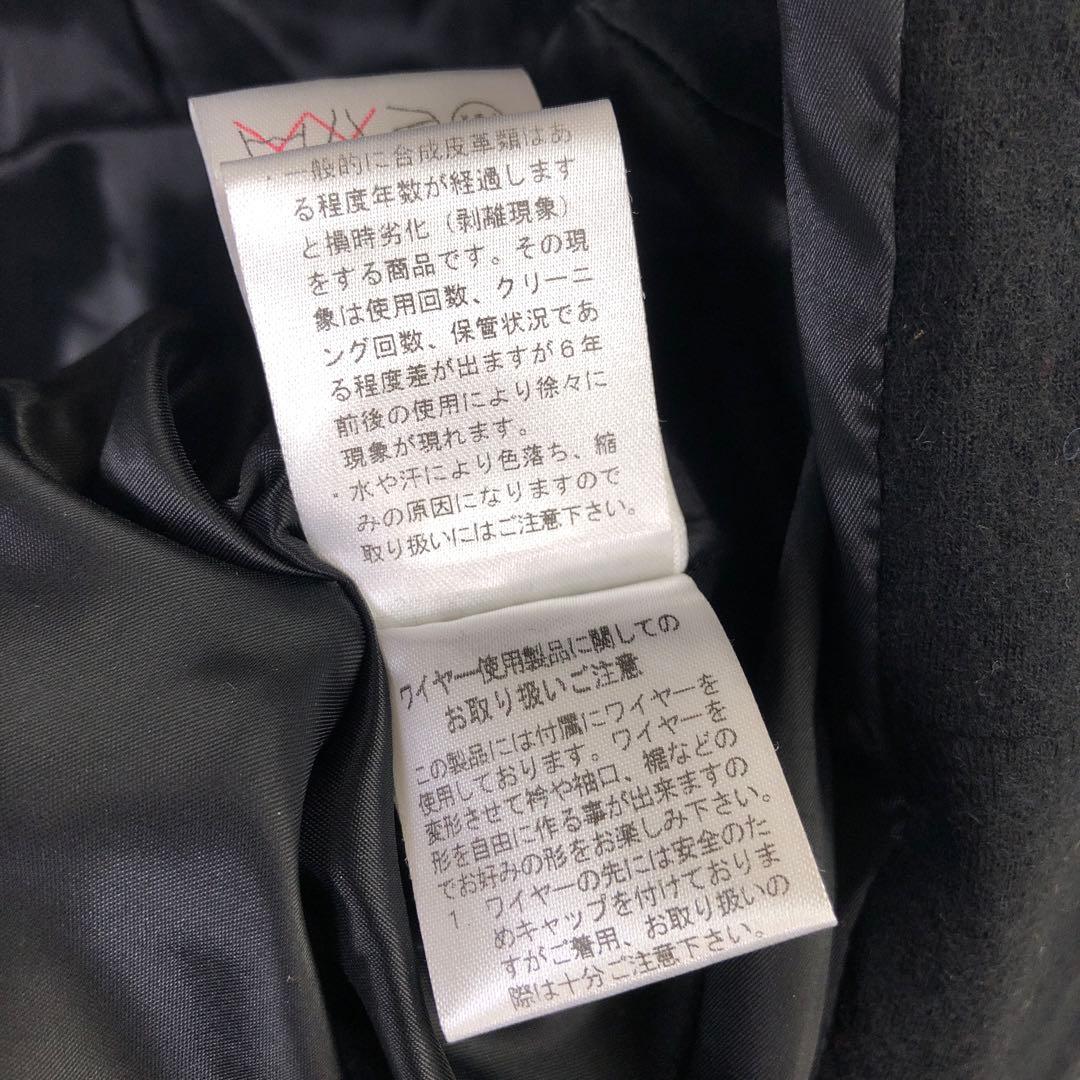 ・一般的に合成皮革類はあ
る程度年数が経過します
と損時劣化（剥離現象）
をする商品です。その現
象は使用回数、クリーニ
ング回数、保管状況であ
る程度差が出ますが６年
前後の使用により徐々に
現象が現れます。
・水や汗により色落ち、縮
みの原因になりますので
取り扱いにはご注意下さい。
ワイヤー使用製品に関しての
お取り扱いご注意
この製品には付属にワイヤーを
使用しております。ワイヤーを
変形させて衿や袖口、裾などの
形を自由に作る事が出来ますの
でお好みの形をお楽しみ下さい。
1. ワイヤーの先には安全のた
めキャップを付けておりま
すがご着用、お取り扱いの
際は十分ご注意下さい。